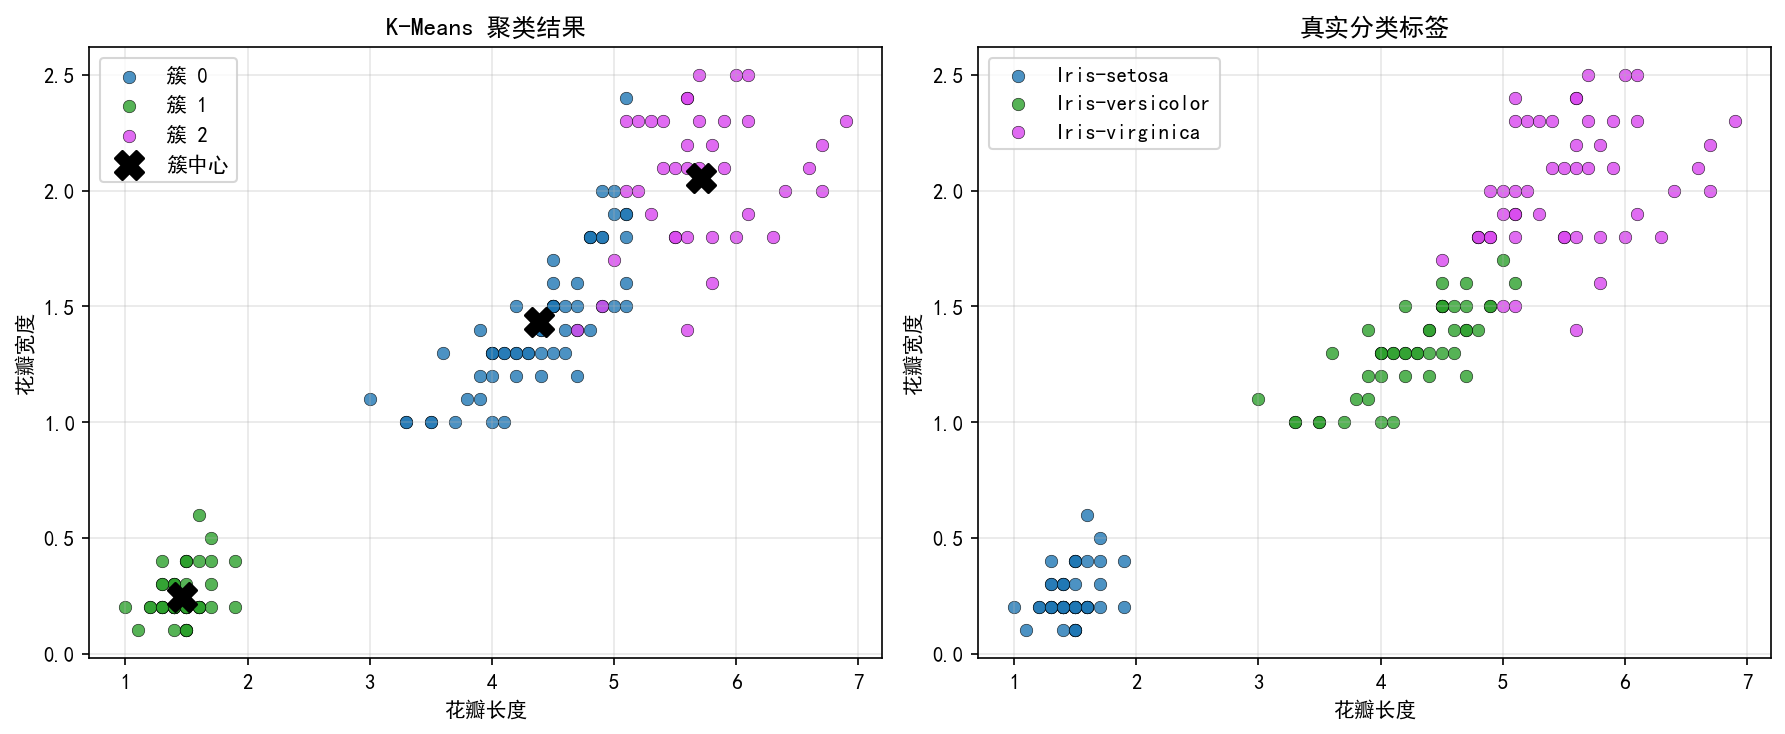 K-Means 聚类结果
簇 0
簇 1
簇 2
簇中心
2.5
2.0
1.5
1.0
0.5
0.0
花瓣宽度
1 2 3 4 5 6 7
花瓣长度
真实分类标签
Iris-setosa
Iris-versicolor
Iris-virginica
2.5
2.0
1.5
1.0
0.5
0.0
花瓣宽度
1 2 3 4 5 6 7
花瓣长度